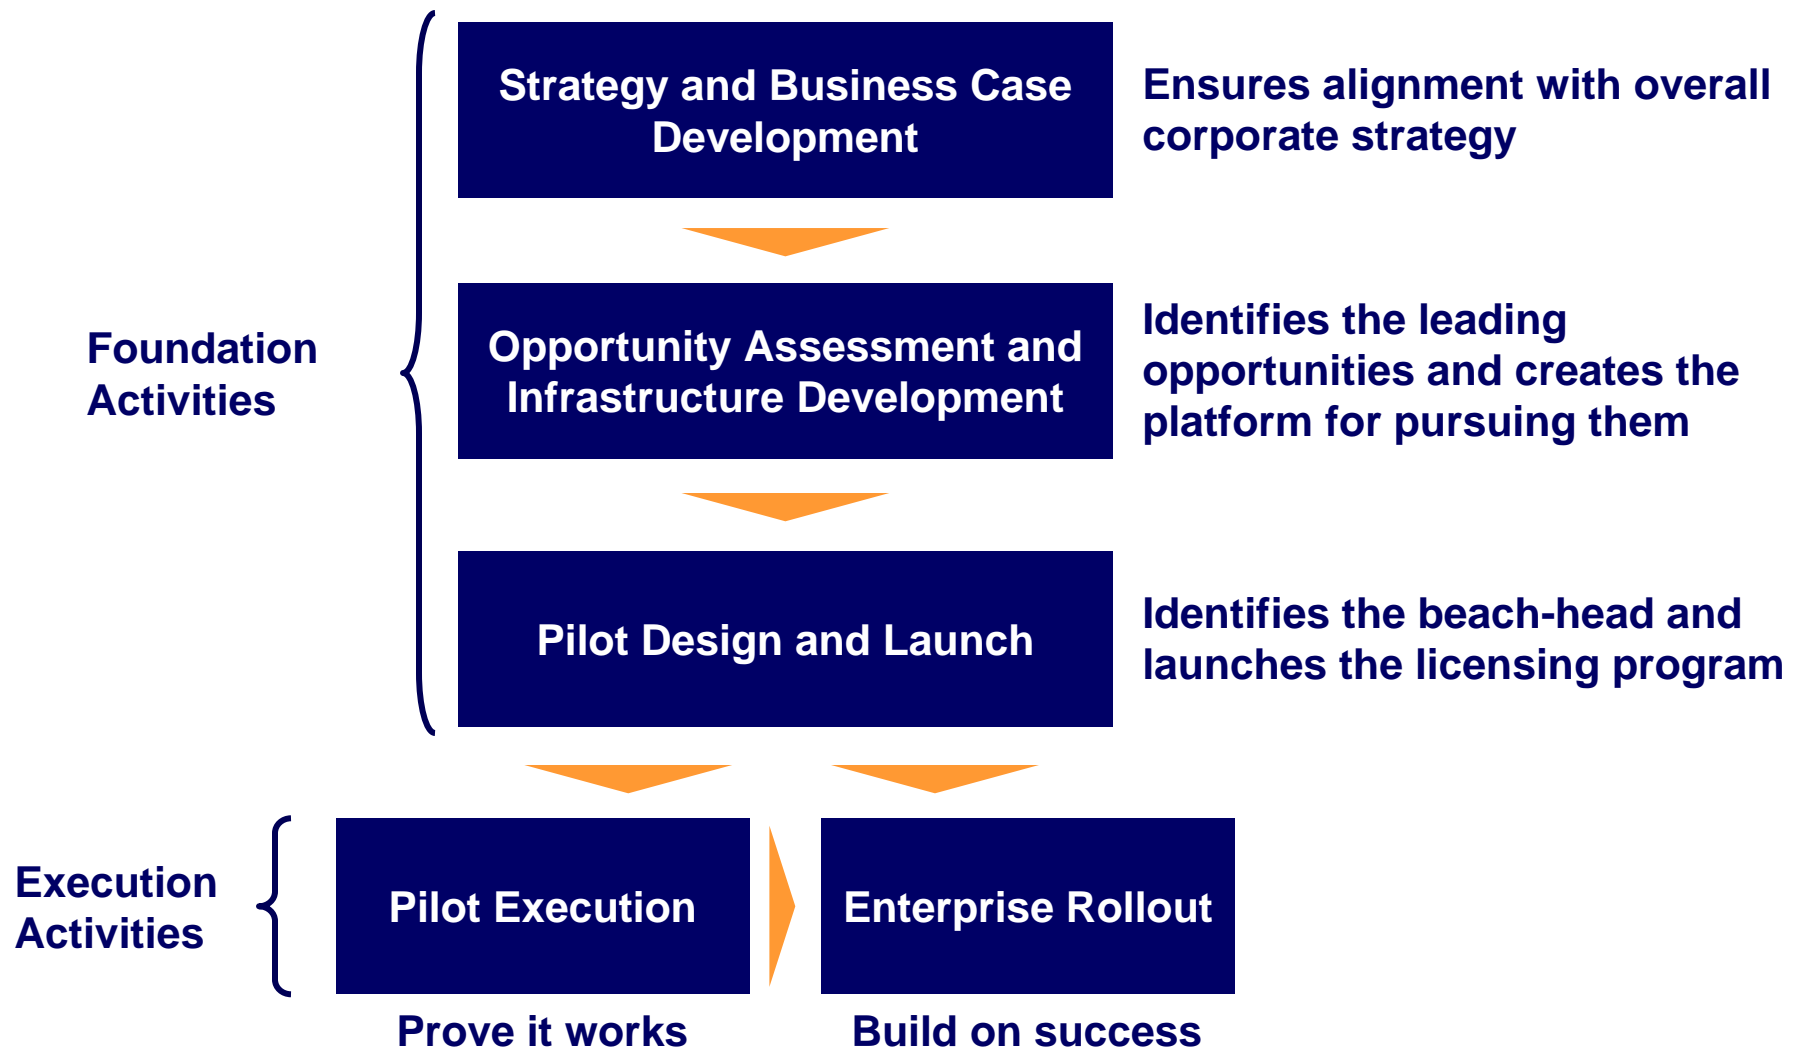 Strategy and Business Case
Development
Ensures alignment with overall
corporate strategy
Foundation
Activities
Opportunity Assessment and
Infrastructure Development
Identifies the leading
opportunities and creates the
platform for pursuing them
Pilot Design and Launch
Identifies the beach-head and
launches the licensing program
Execution
Activities
Pilot Execution
Enterprise Rollout
Prove it works
Build on success